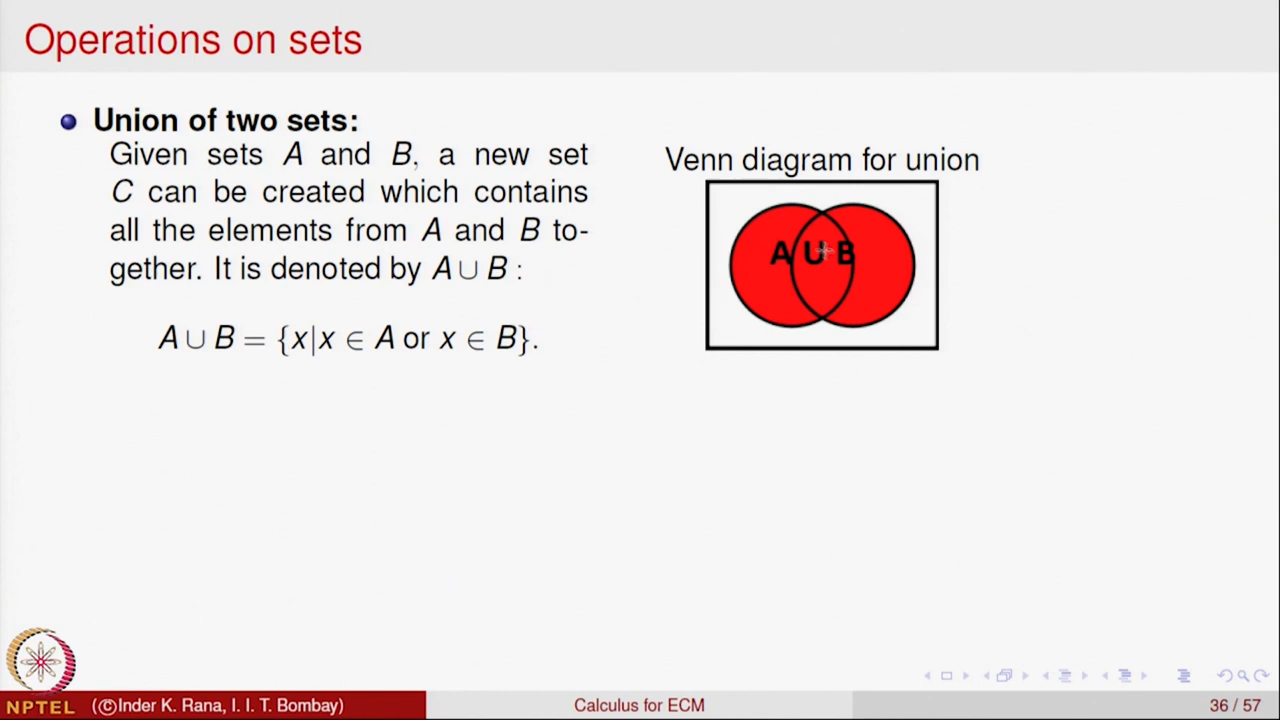 Operations on sets
Union of two sets:
Given sets A and B, a new set
C can be created which contains
all the elements from A and B to-
gether. It is denoted by A ∪ B :
A ∪ B = {x|x ∈ A or x ∈ B}.
Venn diagram for union
A U B
NPTEL
(©Inder K. Rana, I. I. T. Bombay)
Calculus for ECM
36 / 57